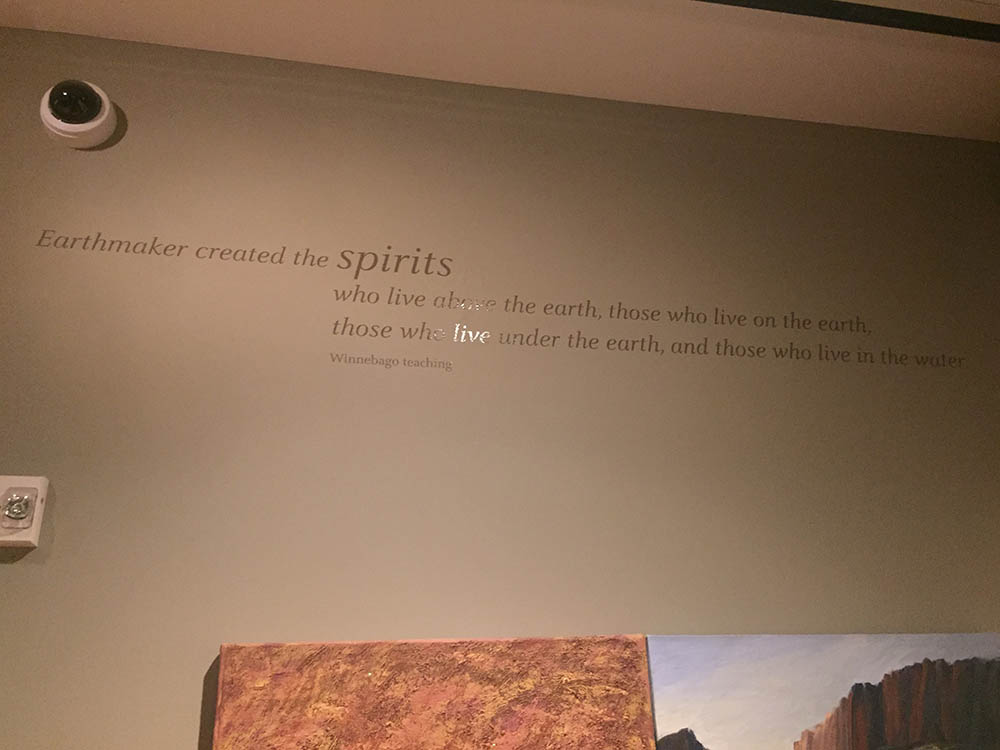 Earthmaker created the spirits
who live above the earth, those who live on the earth,
those who live under the earth, and those who live in the water
Winnebago teaching